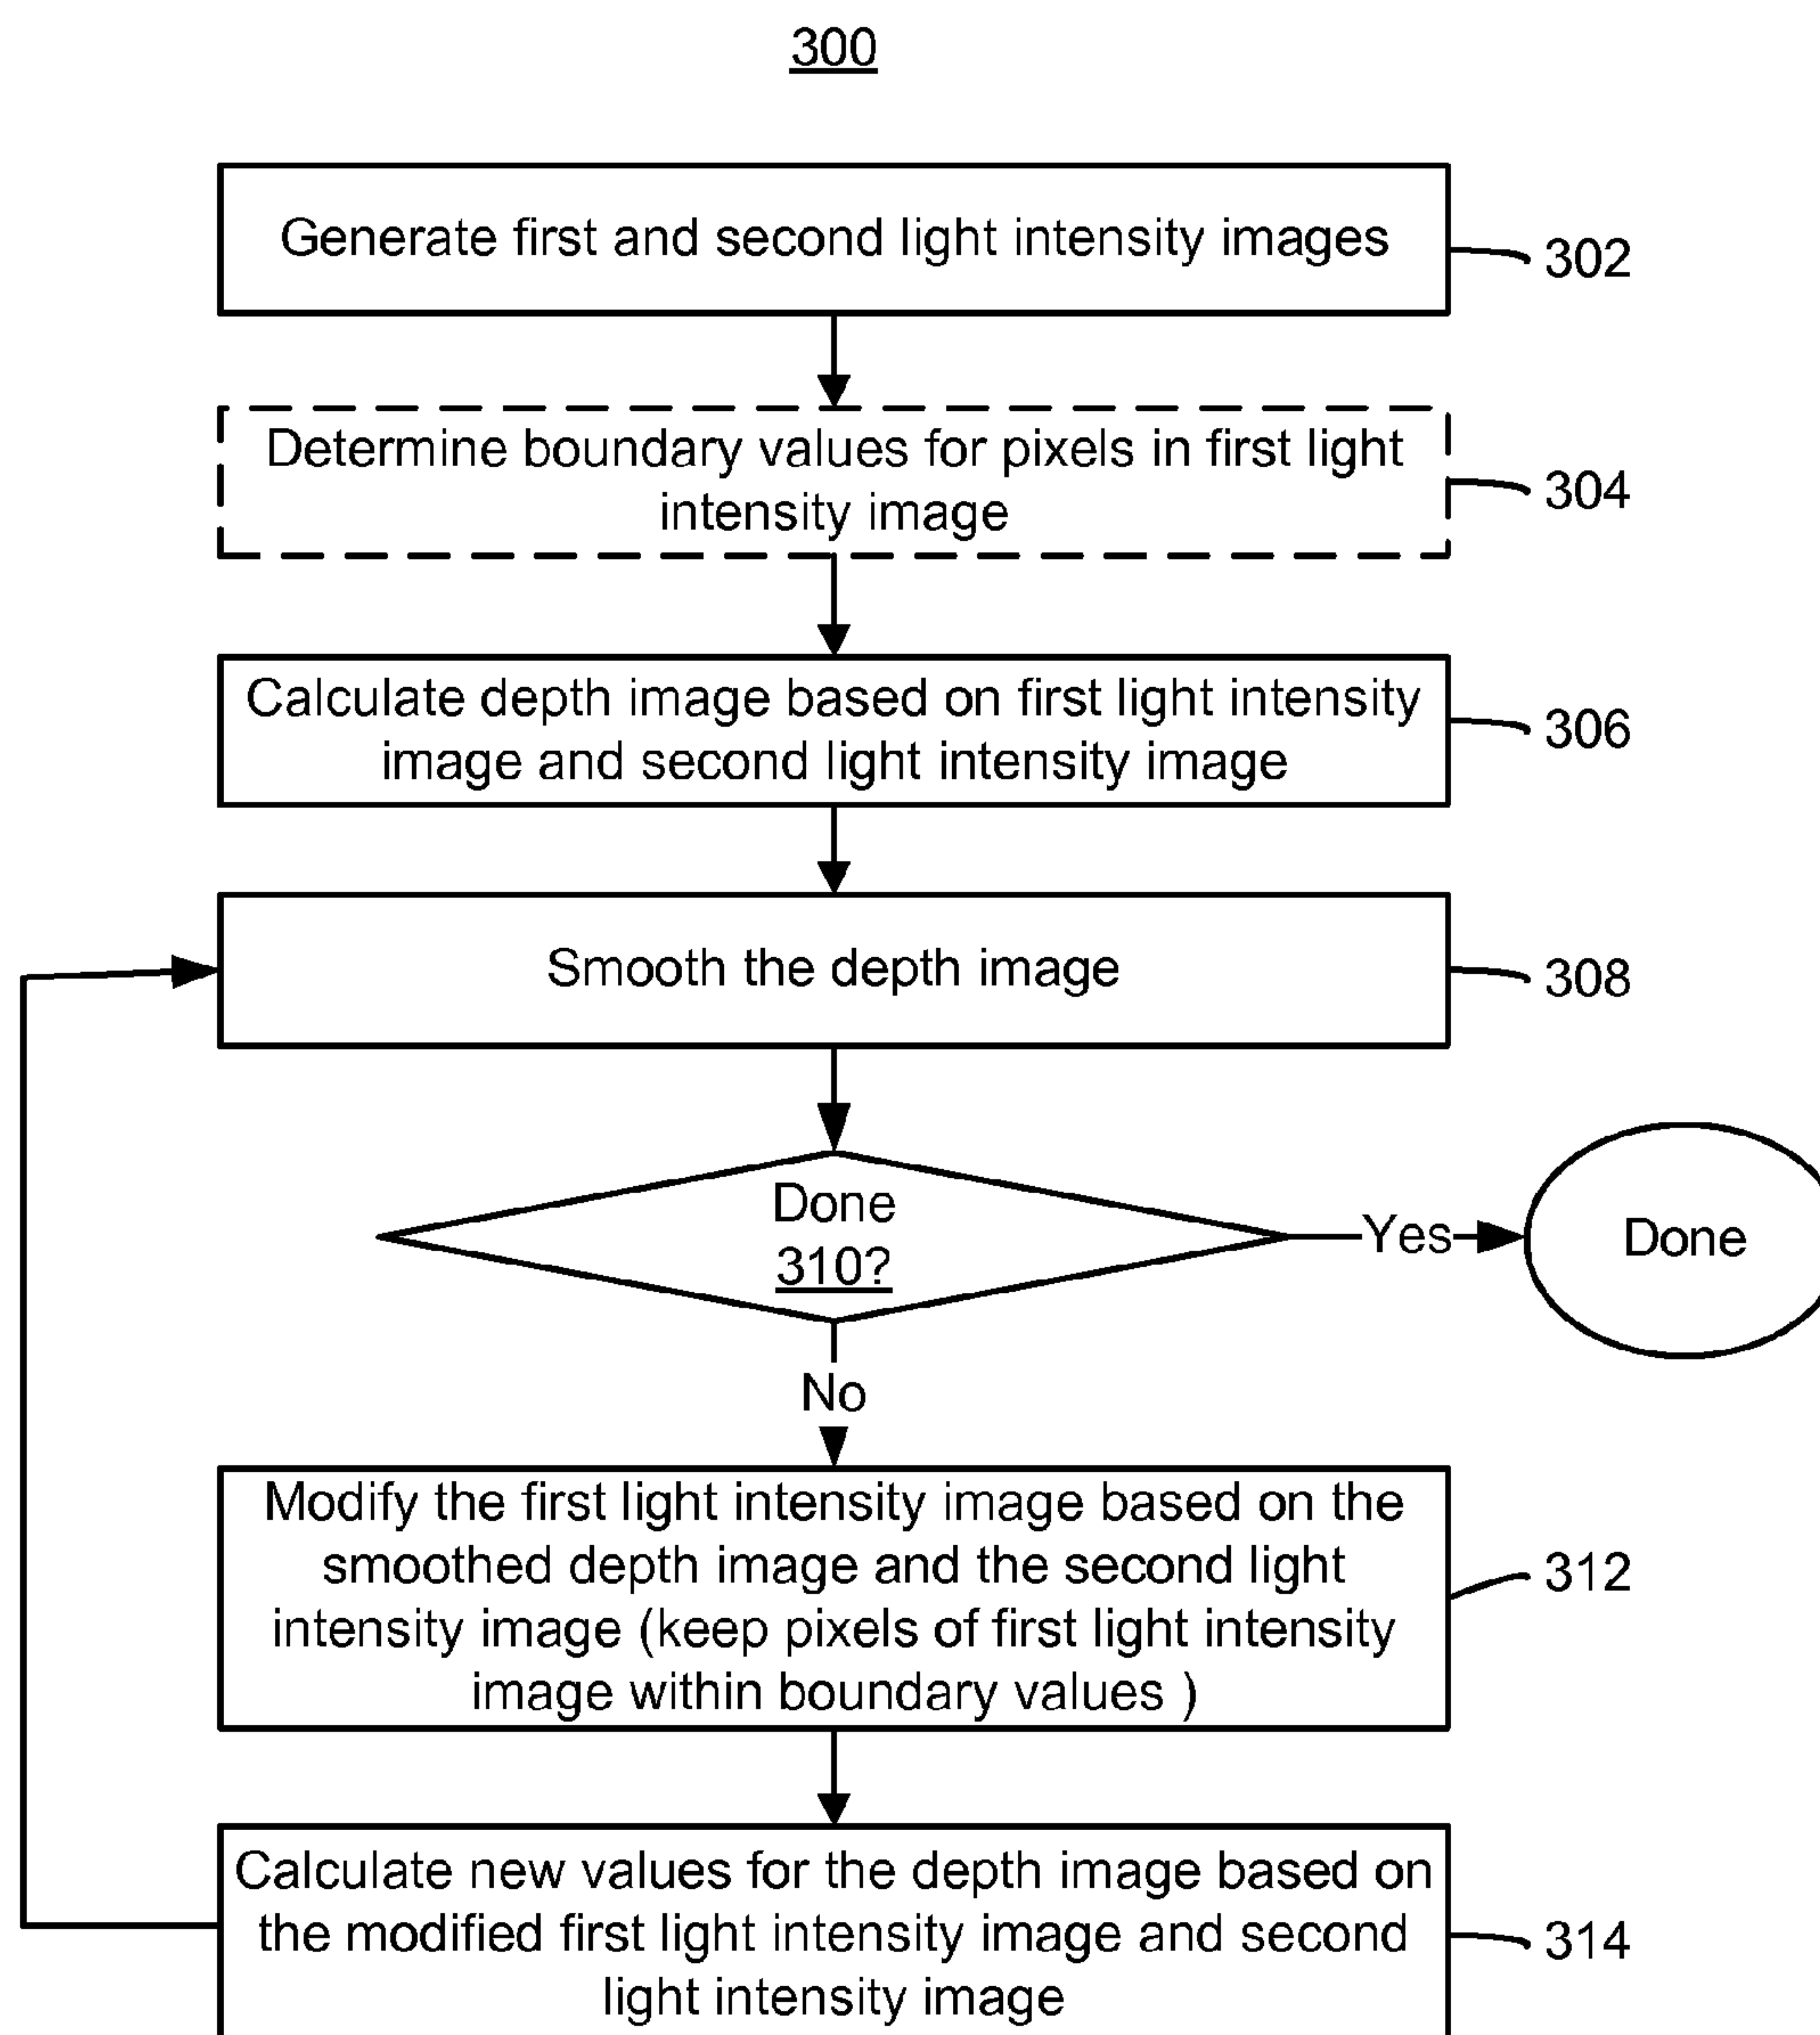 300
Generate first and second light intensity images
302
Determine boundary values for pixels in first light
intensity image
304
Calculate depth image based on first light intensity
image and second light intensity image
306
Smooth the depth image
308
Done
310?
Yes
Done
No
Modify the first light intensity image based on the
smoothed depth image and the second light
intensity image (keep pixels of first light intensity
image within boundary values )
312
Calculate new values for the depth image based on
the modified first light intensity image and second
light intensity image
314